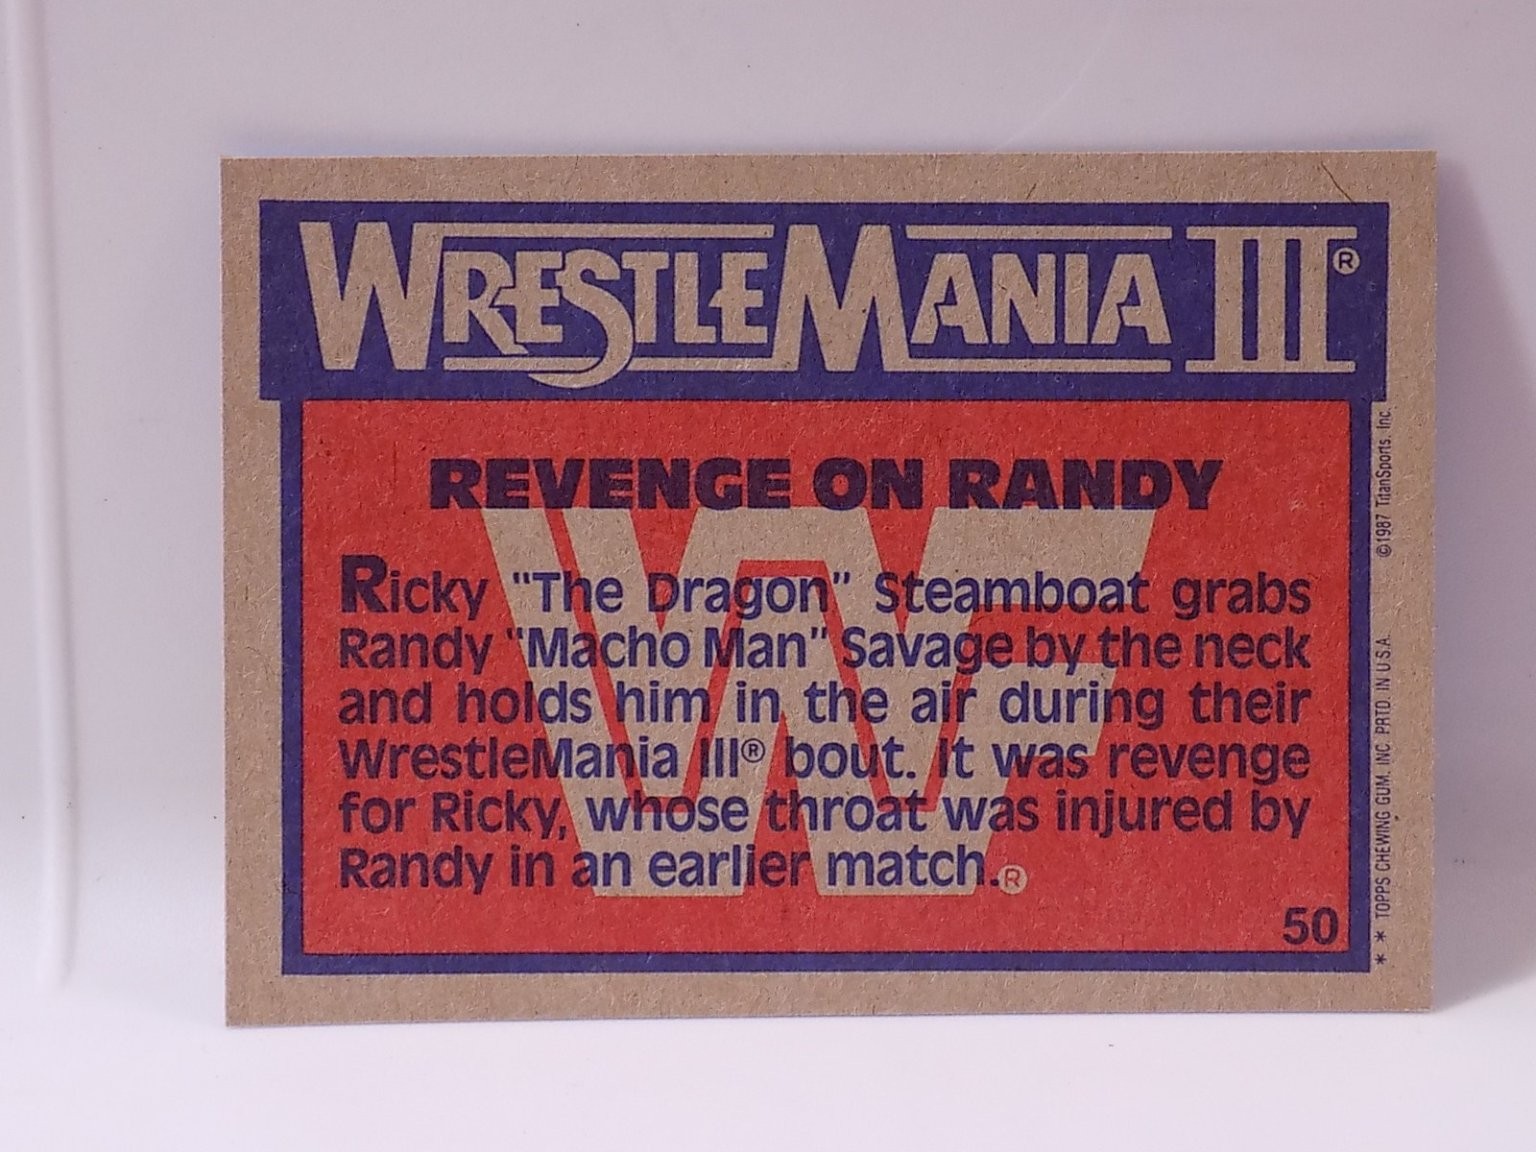 WRESTLEMANIA III®
REVENGE ON RANDY
Ricky "The Dragon" Steamboat grabs
Randy "Macho Man" Savage by the neck
and holds him in the air during their
WrestleMania III® bout. It was revenge
for Ricky, whose throat was injured by
Randy in an earlier match.®
50
* * TOPPS CHEWING GUM, INC PRTD IN U.S.A. ©1987 TitanSports, Inc.
WF